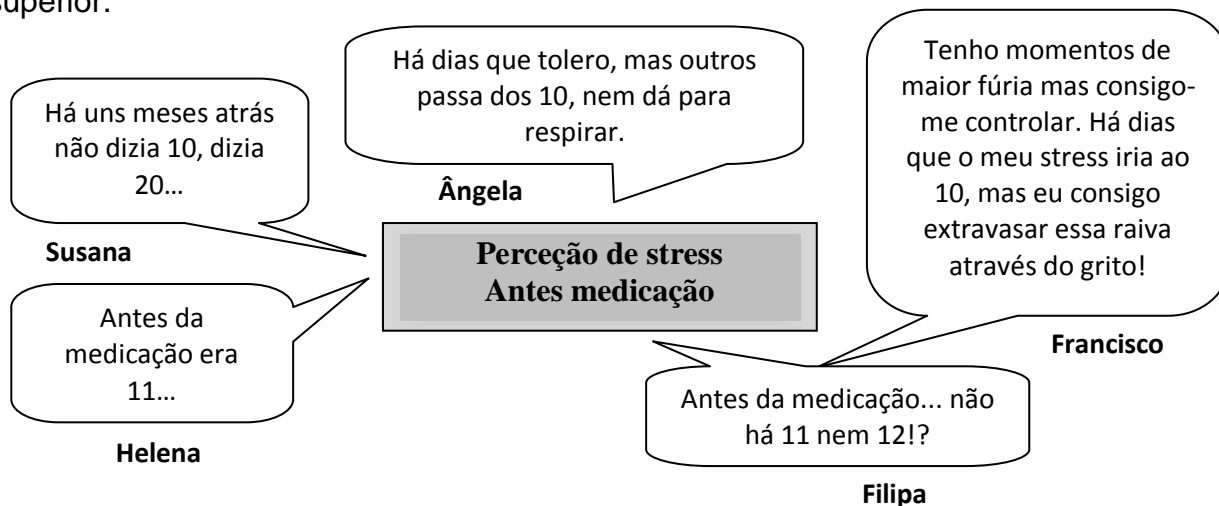 superior.
Há uns meses atrás
não dizia 10, dizia
20…
Susana
Há dias que tolero, mas outros
passa dos 10, nem dá para
respirar.
Ângela
Tenho momentos de
maior fúria mas consigo-
me controlar. Há dias
que o meu stress iria ao
10, mas eu consigo
extravasar essa raiva
através do grito!
Francisco
Perceção de stress
Antes medicação
Antes da
medicação era
11…
Helena
Antes da medicação... não
há 11 nem 12!?
Filipa